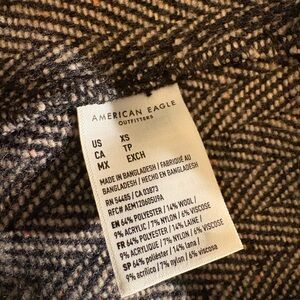 AMERICAN EAGLE
OUTFITTERS
US XS
CA TP
MX EXCH
MADE IN BANGLADESH / FABRIQUÉ AU
BANGLADESH / HECHO EN BANGLADESH
RN 54485 / CA 03873
RFC# AEM120605U9A
EN 64% POLYESTER / 14% WOOL /
9% ACRYLIC / 7% NYLON / 6% VISCOSE
FR 64% POLYESTER / 14% LAINE /
9% ACRYLIQUE / 7% NYLON / 6% VISCOSE
SP 64% poliéster / 14% lana /
9% acrílico / 7% nylon / 6% viscosa